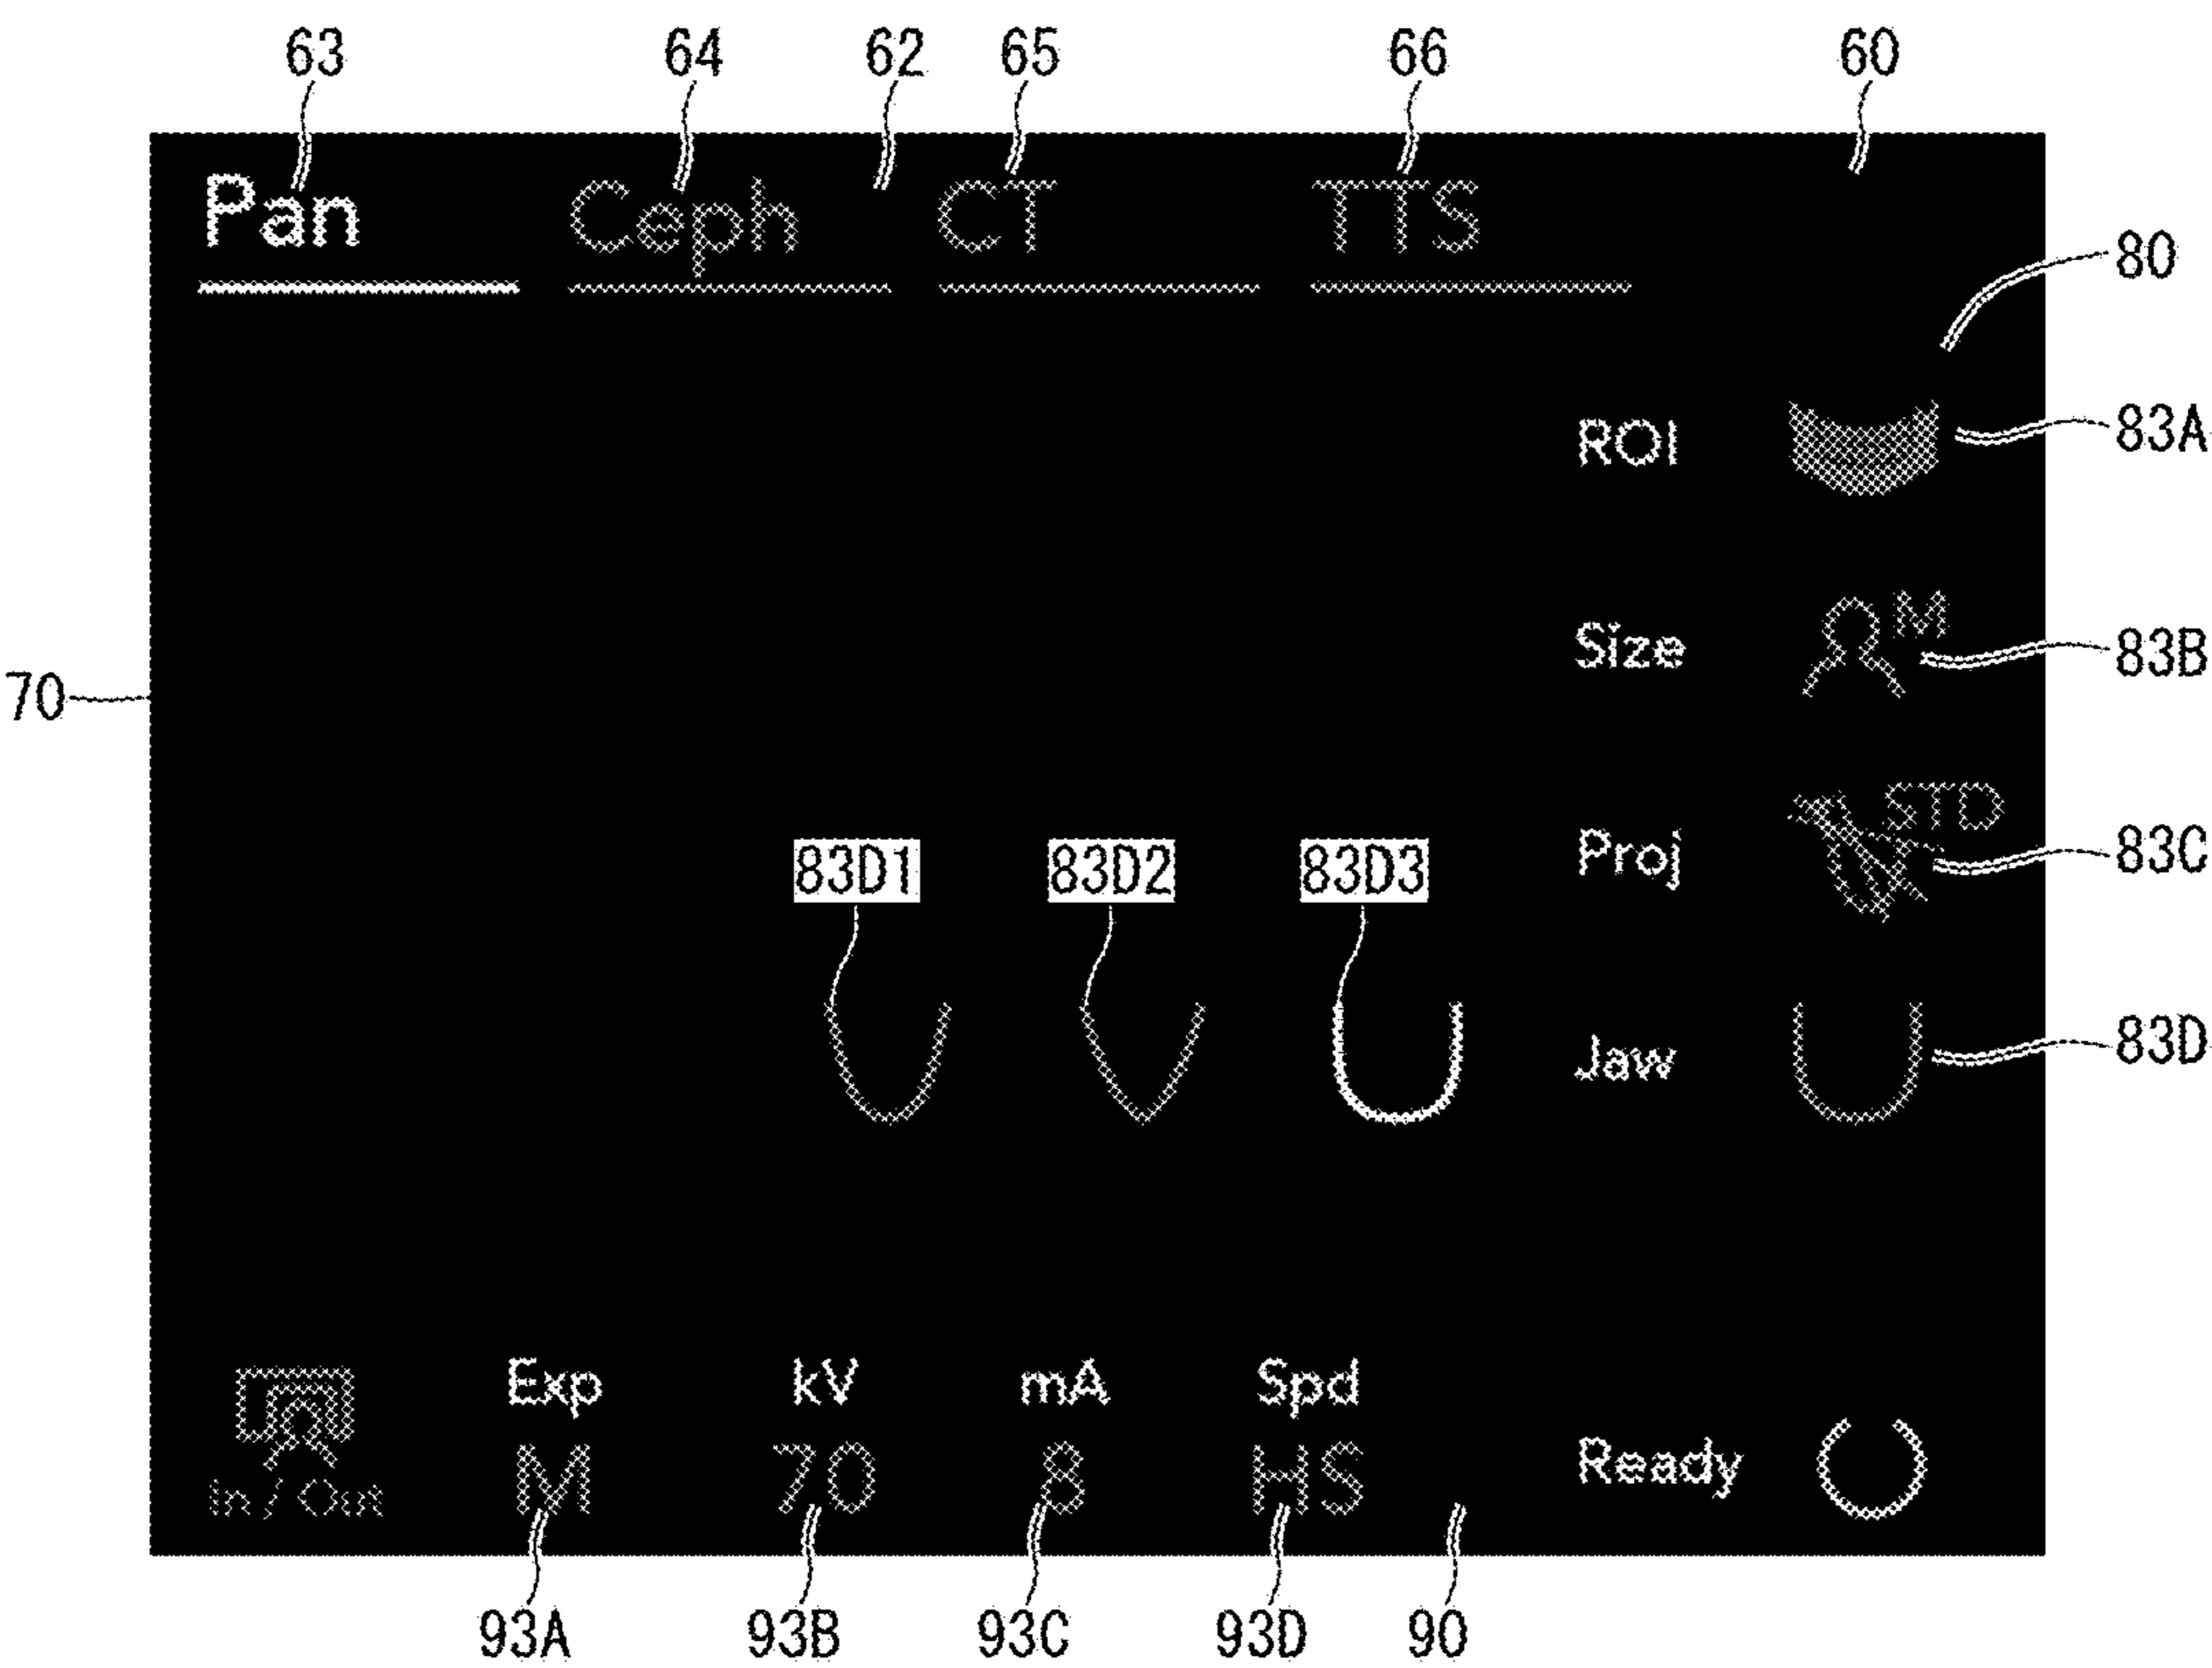 63 64 62 65 66 60
Pan Ceph CT TTS
80
ROI 83A
Size M 83B
70
STD
Proj 83C
83D1 83D2 83D3
Jaw 83D
Exp kV mA Spd
Ready
In / Out M 70 8 HS
93A 93B 93C 93D 90